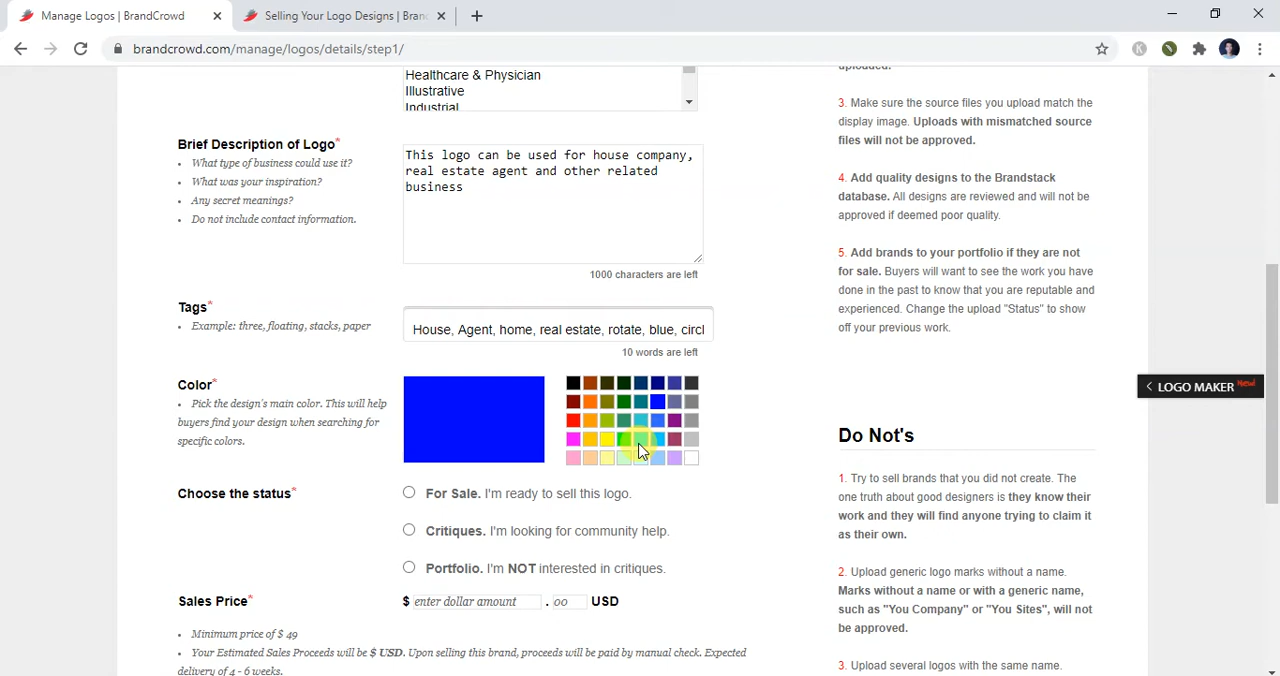 Manage Logos | BrandCrowd
Selling Your Logo Designs | Bran
brandcrowd.com/manage/logos/details/step1/
Healthcare & Physician
Illustrative
Industrial
Brief Description of Logo*
What type of business could use it?
What was your inspiration?
Any secret meanings?
Do not include contact information.
This logo can be used for house company,
real estate agent and other related
business
1000 characters are left
Tags*
Example: three, floating, stacks, paper
House, Agent, home, real estate, rotate, blue, circl
10 words are left
Color*
Pick the design's main color. This will help
buyers find your design when searching for
specific colors.
Choose the status*
For Sale. I'm ready to sell this logo.
Critiques. I'm looking for community help.
Portfolio. I'm NOT interested in critiques.
Sales Price*
$ enter dollar amount . 00 USD
Minimum price of $ 49
Your Estimated Sales Proceeds will be $ USD. Upon selling this brand, proceeds will be paid by manual check. Expected
delivery of 4 - 6 weeks.
uploaded.
3. Make sure the source files you upload match the
display image. Uploads with mismatched source
files will not be approved.
4. Add quality designs to the Brandstack
database. All designs are reviewed and will not be
approved if deemed poor quality.
5. Add brands to your portfolio if they are not
for sale. Buyers will want to see the work you have
done in the past to know that you are reputable and
experienced. Change the upload "Status" to show
off your previous work.
LOGO MAKER New!
Do Not's
1. Try to sell brands that you did not create. The
one truth about good designers is they know their
work and they will find anyone trying to claim it
as their own.
2. Upload generic logo marks without a name.
Marks without a name or with a generic name,
such as "You Company" or "You Sites", will not
be approved.
3. Upload several logos with the same name.